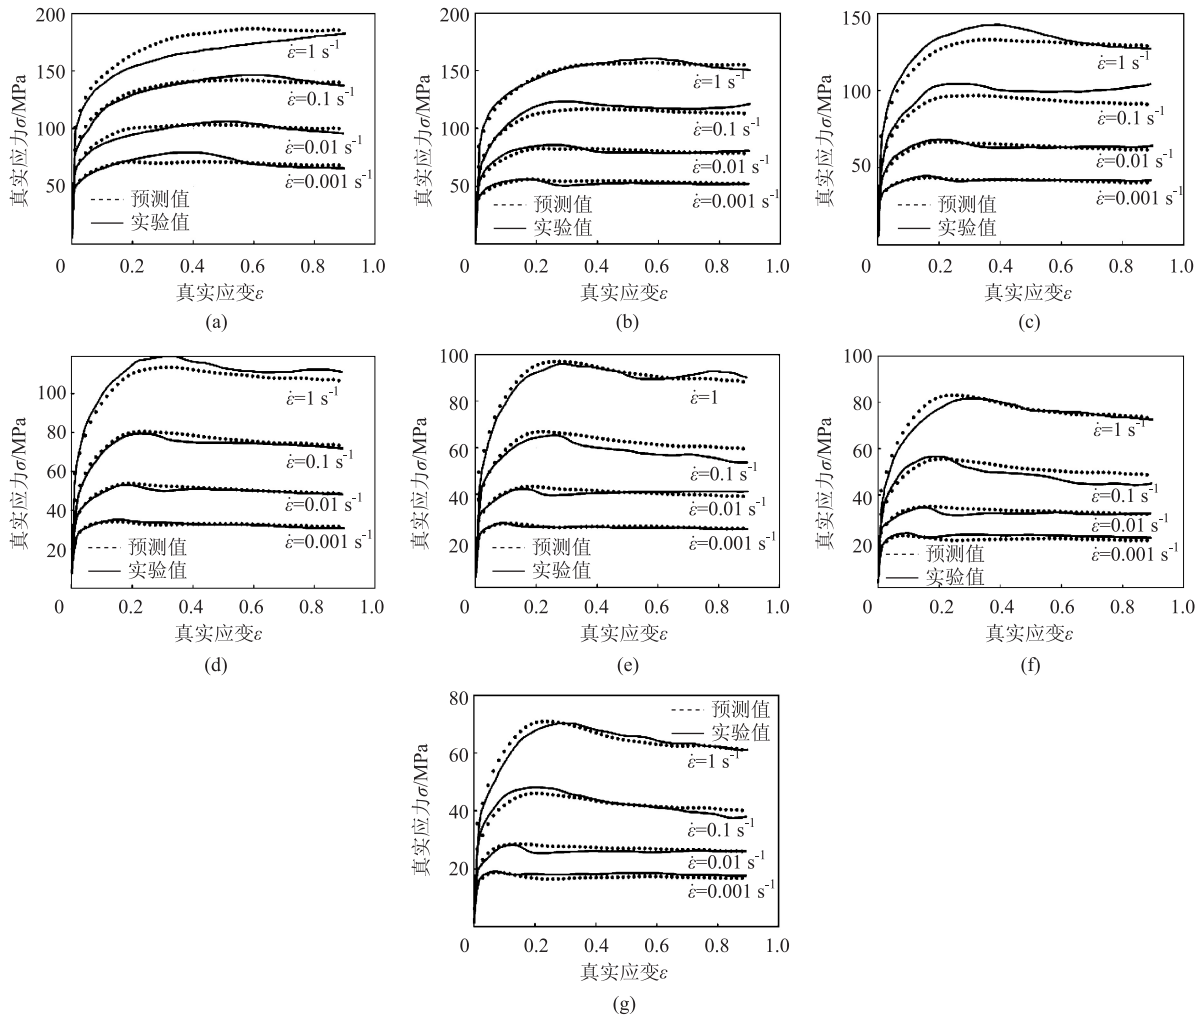 200
150
100
50
真实应力σ/MPa
ε̇=1 s⁻¹
ε̇=0.1 s⁻¹
ε̇=0.01 s⁻¹
ε̇=0.001 s⁻¹
预测值
实验值
0 0.2 0.4 0.6 0.8 1.0
真实应变ε
(a)
200
150
100
50
真实应力σ/MPa
ε̇=1 s⁻¹
ε̇=0.1 s⁻¹
ε̇=0.01 s⁻¹
ε̇=0.001 s⁻¹
预测值
实验值
0 0.2 0.4 0.6 0.8 1.0
真实应变ε
(b)
150
100
50
真实应力σ/MPa
ε̇=1 s⁻¹
ε̇=0.1 s⁻¹
ε̇=0.01 s⁻¹
ε̇=0.001 s⁻¹
预测值
实验值
0 0.2 0.4 0.6 0.8 1.0
真实应变ε
(c)
100
80
60
40
20
真实应力σ/MPa
ε̇=1 s⁻¹
ε̇=0.1 s⁻¹
ε̇=0.01 s⁻¹
ε̇=0.001 s⁻¹
预测值
实验值
0 0.2 0.4 0.6 0.8 1.0
真实应变ε
(d)
100
80
60
40
20
真实应力σ/MPa
ε̇=1
ε̇=0.1 s⁻¹
ε̇=0.01 s⁻¹
ε̇=0.001 s⁻¹
预测值
实验值
0 0.2 0.4 0.6 0.8 1.0
真实应变ε
(e)
100
80
60
40
20
真实应力σ/MPa
ε̇=1 s⁻¹
ε̇=0.1 s⁻¹
ε̇=0.01 s⁻¹
ε̇=0.001 s⁻¹
预测值
实验值
0 0.2 0.4 0.6 0.8 1.0
真实应变ε
(f)
80
60
40
20
真实应力σ/MPa
预测值
实验值
ε̇=1 s⁻¹
ε̇=0.1 s⁻¹
ε̇=0.01 s⁻¹
ε̇=0.001 s⁻¹
0 0.2 0.4 0.6 0.8 1.0
真实应变ε
(g)